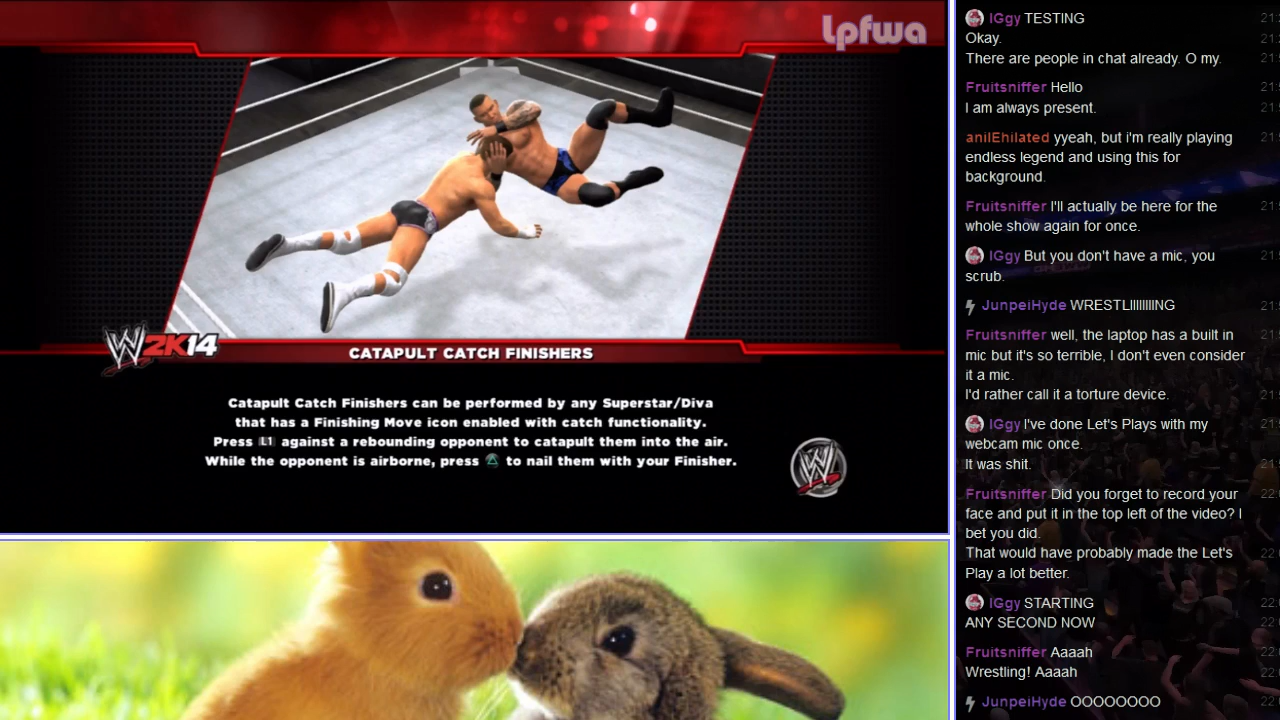 lpfwa
W2K14
CATAPULT CATCH FINISHERS
Catapult Catch Finishers can be performed by any Superstar/Diva
that has a Finishing Move icon enabled with catch functionality.
Press L1 against a rebounding opponent to catapult them into the air.
While the opponent is airborne, press to nail them with your Finisher.
IGgy TESTING
Okay.
There are people in chat already. O my.
Fruitsniffer Hello
I am always present.
anilEhilated yyeah, but i'm really playing
endless legend and using this for
background.
Fruitsniffer I'll actually be here for the
whole show again for once.
IGgy But you don't have a mic, you
scrub.
JunpeiHyde WRESTLIIIIIIIING
Fruitsniffer well, the laptop has a built in
mic but it's so terrible, I don't even consider
it a mic.
I'd rather call it a torture device.
IGgy I've done Let's Plays with my
webcam mic once.
It was shit.
Fruitsniffer Did you forget to record your
face and put it in the top left of the video? I
bet you did.
That would have probably made the Let's
Play a lot better.
IGgy STARTING
ANY SECOND NOW
Fruitsniffer Aaaah
Wrestling! Aaaah
JunpeiHyde OOOOOOOO